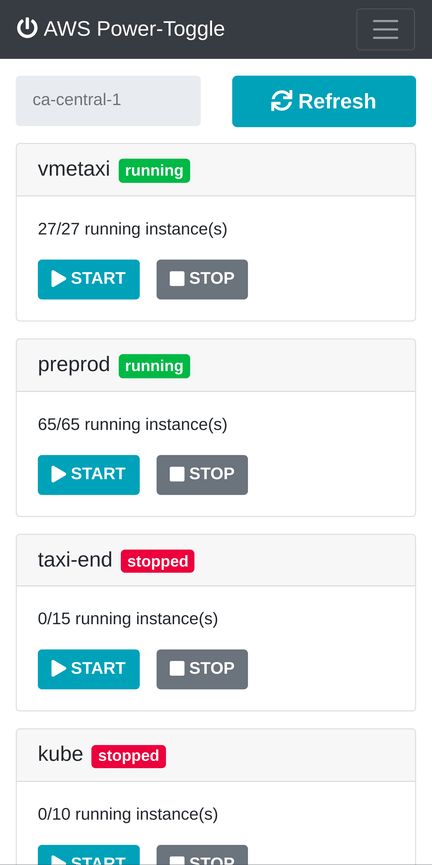 AWS Power-Toggle
ca-central-1
Refresh
vmetaxi running
27/27 running instance(s)
START STOP
preprod running
65/65 running instance(s)
START STOP
taxi-end stopped
0/15 running instance(s)
START STOP
kube stopped
0/10 running instance(s)
START STOP